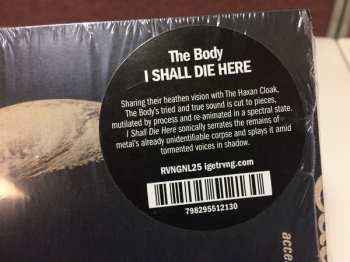 The Body
I SHALL DIE HERE
Sharing their heathen vision with The Haxan Cloak,
The Body's tried and true sound is cut to pieces,
mutilated by process and re-animated in a spectral state.
I Shall Die Here sonically serrates the remains of
metal's already unidentifiable corpse and splays it amid
tormented voices in shadow.
RVNGNL25 igetrvng.com
798295512130